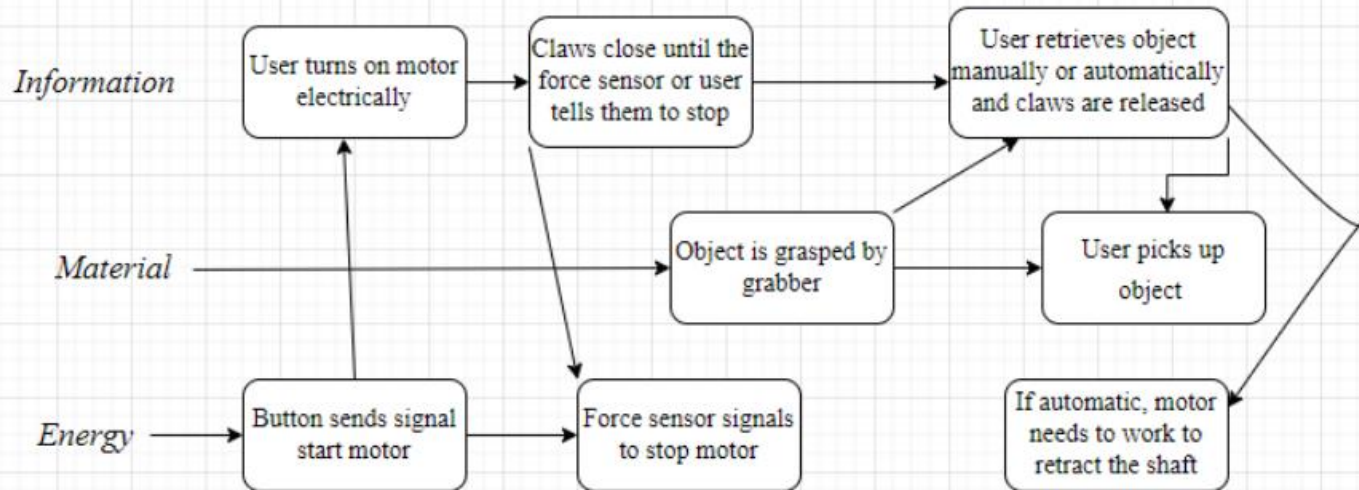 Information
User turns on motor
electrically
Claws close until the
force sensor or user
tells them to stop
User retrieves object
manually or automatically
and claws are released
Material
Object is grasped by
grabber
User picks up
object
Energy
Button sends signal
start motor
Force sensor signals
to stop motor
If automatic, motor
needs to work to
retract the shaft